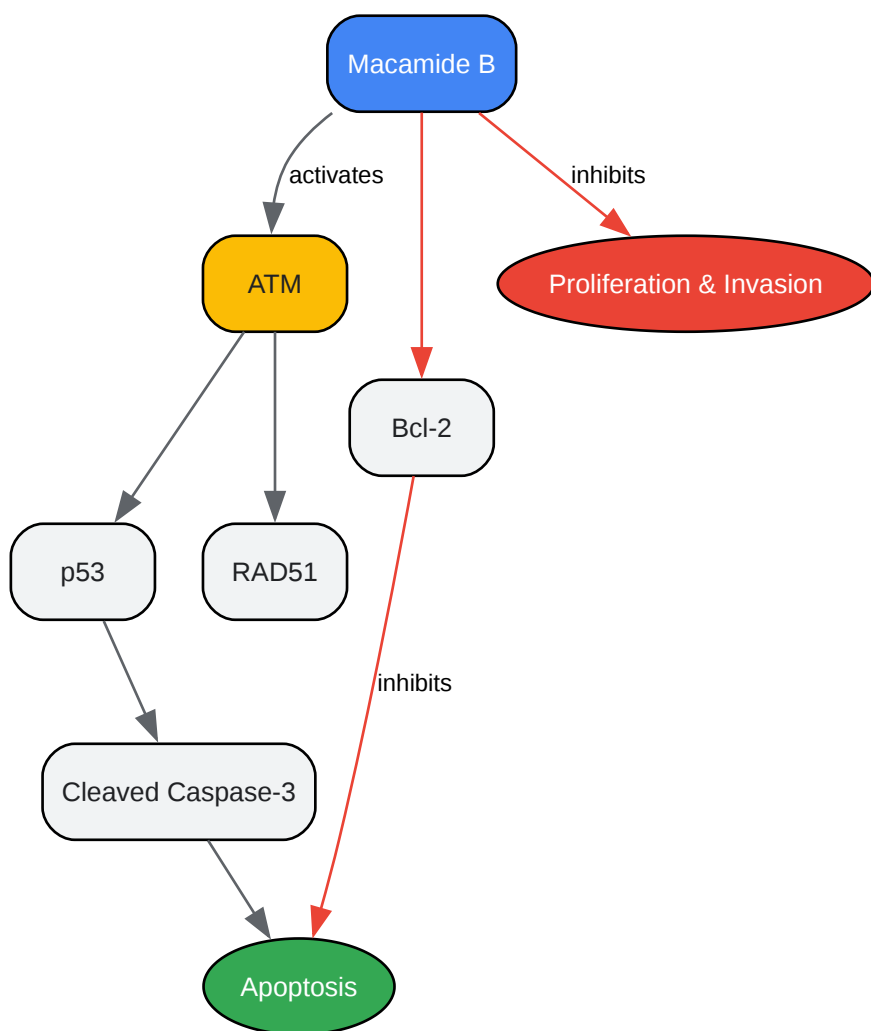 Macamide B
activates
inhibits
ATM
Proliferation & Invasion
Bcl-2
p53
RAD51
inhibits
Cleaved Caspase-3
Apoptosis